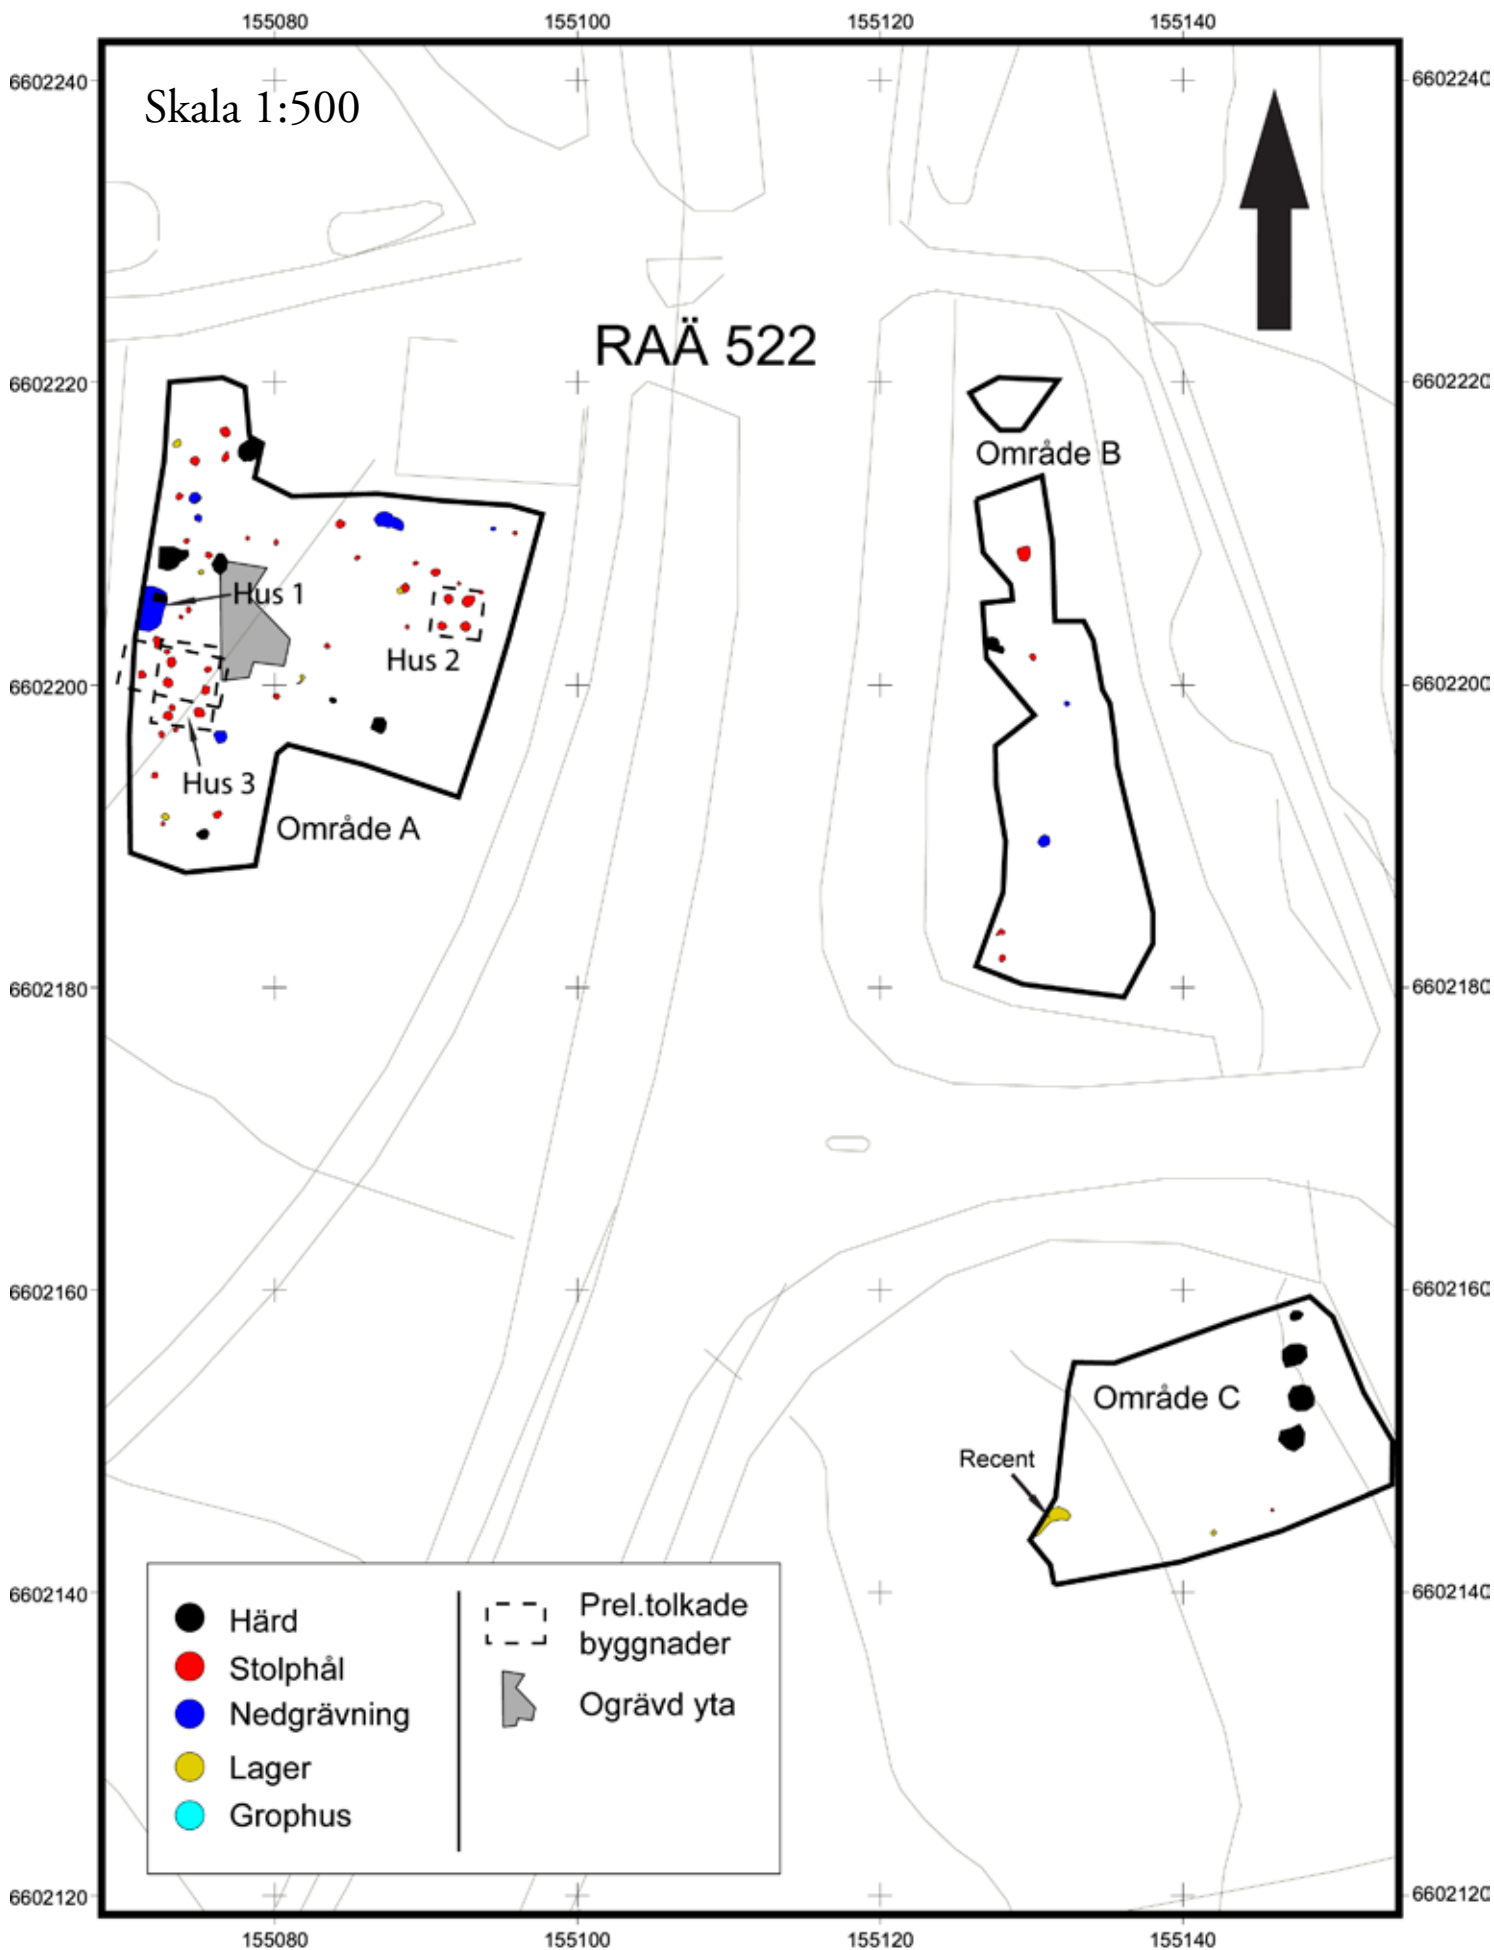 155080 155100 155120 155140
6602240 6602240
Skala 1:500
RAÄ 522
6602220 6602220
Område B
Hus 1
Hus 2
6602200 6602200
Hus 3
Område A
6602180 6602180
6602160 6602160
Område C
Recent
6602140 6602140
Härd
Stolphål
Nedgrävning
Lager
Grophus
Prel.tolkade
byggnader
Ogrävd yta
6602120 6602120
155080 155100 155120 155140